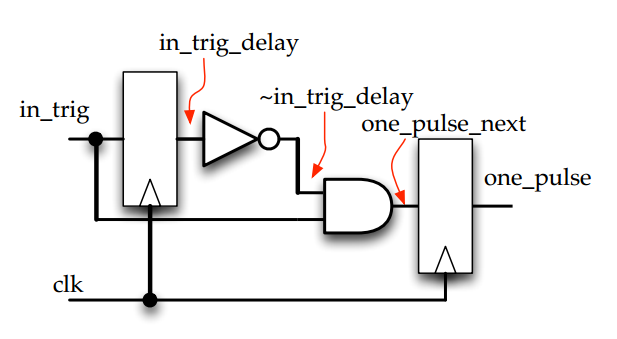 in_trig_delay
in_trig
~in_trig_delay
one_pulse_next
one_pulse
clk